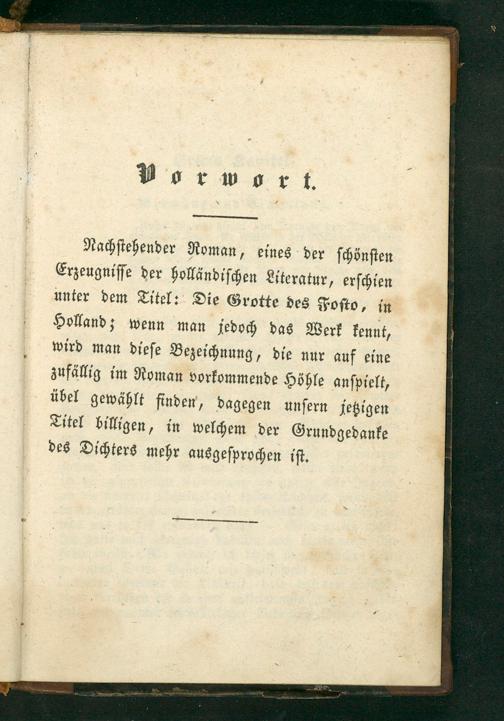 Vorwort.
Nachstehender Roman, eines der schönsten
Erzeugnisse der holländischen Literatur, erschien
unter dem Titel: Die Grotte des Fosto, in
Holland; wenn man jedoch das Werk kennt,
wird man diese Bezeichnung, die nur auf eine
zufällig im Roman vorkommende Höhle anspielt,
übel gewählt finden, dagegen unsern jetzigen
Titel billigen, in welchem der Grundgedanke
des Dichters mehr ausgesprochen ist.